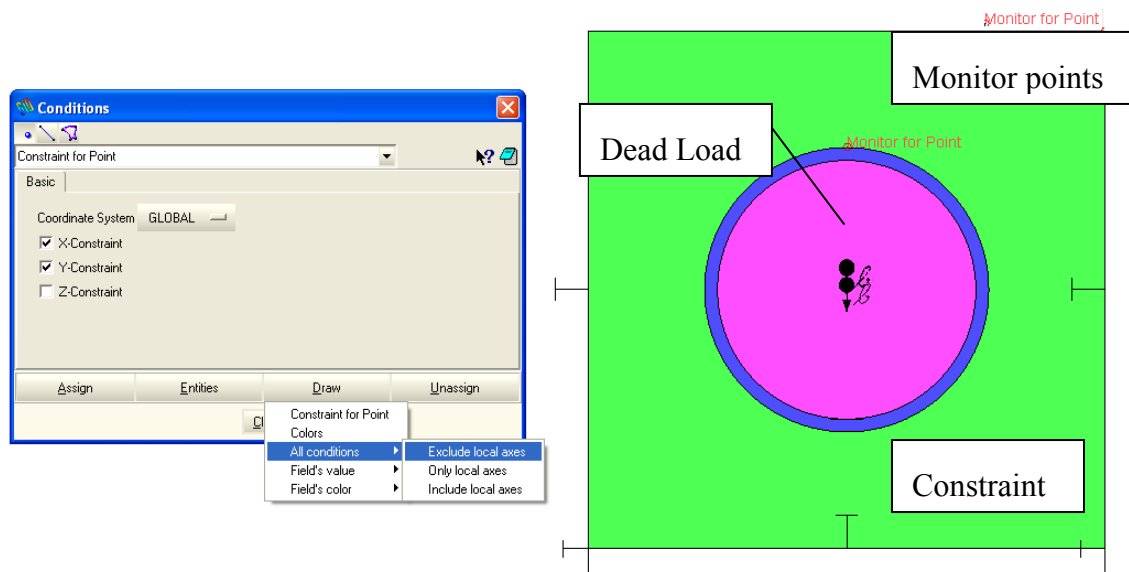 Conditions
Constraint for Point
Basic
Coordinate System GLOBAL
X-Constraint
Y-Constraint
Z-Constraint
Assign Entities Draw Unassign
Constraint for Point
Colors
All conditions
Field's value
Field's color
Exclude local axes
Only local axes
Include local axes
Monitor for Point
Monitor points
Dead Load
Monitor for Point
Constraint